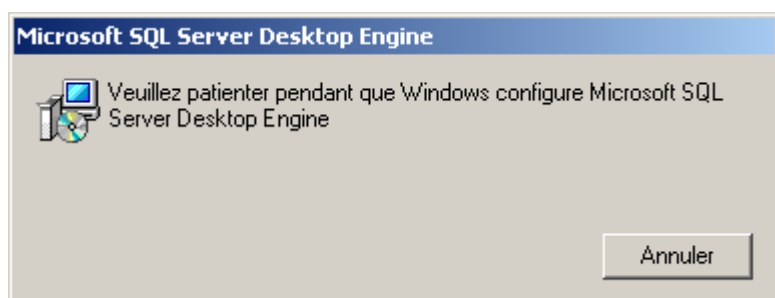 Microsoft SQL Server Desktop Engine
Veuillez patienter pendant que Windows configure Microsoft SQL
Server Desktop Engine
Annuler